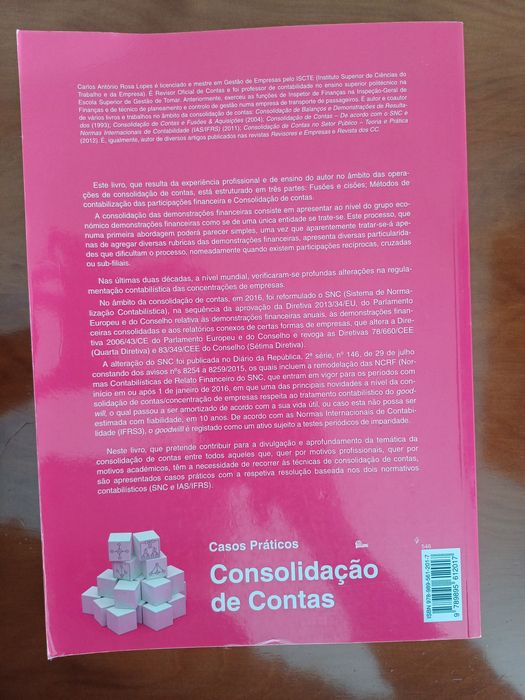 Carlos António Rosa Lopes é licenciado e mestre em Gestão de Empresas pelo ISCTE (Instituto Superior de Ciências do
Trabalho e da Empresa). É Revisor Oficial de Contas e foi professor de contabilidade no ensino superior politécnico na
Escola Superior de Gestão de Tomar. Anteriormente, exerceu as funções de Inspetor de Finanças na Inspeção-Geral de
Finanças e de técnico de planeamento e controlo de gestão numa empresa de transporte de passageiros. É autor e coautor
de vários livros e trabalhos no âmbito da consolidação de contas: Consolidação de Balanços e Demonstrações de Resulta-
dos (1993); Consolidação de Contas e Fusões & Aquisições (2004); Consolidação de Contas – De acordo com o SNC e
Normas Internacionais de Contabilidade (IAS/IFRS) (2011); Consolidação de Contas no Setor Público – Teoria e Prática
(2012). E, igualmente, autor de diversos artigos publicados nas revistas Revisores e Empresas e Revista dos CC.
Este livro, que resulta da experiência profissional e de ensino do autor no âmbito das opera-
ções de consolidação de contas, está estruturado em três partes: Fusões e cisões; Métodos de
contabilização das participações financeira e Consolidação de contas.
A consolidação das demonstrações financeiras consiste em apresentar ao nível do grupo eco-
nómico demonstrações financeiras como se de uma única entidade se trate-se. Este processo, que
numa primeira abordagem poderá parecer simples, uma vez que aparentemente tratar-se-á ape-
nas de agregar diversas rubricas das demonstrações financeiras, apresenta diversas particularida-
des que dificultam o processo, nomeadamente quando existem participações recíprocas, cruzadas
ou sub-filiais.
Nas últimas duas décadas, a nível mundial, verificaram-se profundas alterações na regula-
mentação contabilística das concentrações de empresas.
No âmbito da consolidação de contas, em 2016, foi reformulado o SNC (Sistema de Norma-
lização Contabilística), na sequência da aprovação da Diretiva 2013/34/EU, do Parlamento
Europeu e do Conselho relativa às demonstrações financeiras anuais, às demonstrações finan-
ceiras consolidadas e aos relatórios conexos de certas formas de empresas, que altera a Dire-
tiva 2006/43/CE do Parlamento Europeu e do Conselho e revoga as Diretivas 78/660/CEE
(Quarta Diretiva) e 83/349/CEE do Conselho (Sétima Diretiva).
A alteração do SNC foi publicada no Diário da República, 2ª série, nº 146, de 29 de julho
constando dos avisos nºs 8254 a 8259/2015, os quais incluem a remodelação das NCRF (Nor-
mas Contabilísticas de Relato Financeiro do SNC, que entram em vigor para os períodos com
início em ou após 1 de janeiro de 2016, em que uma das principais novidades a nível da con-
solidação de contas/concentração de empresas respeita ao tratamento contabilístico do good-
will, o qual passou a ser amortizado de acordo com a sua vida útil, ou caso esta não possa ser
estimada com fiabilidade, em 10 anos. De acordo com as Normas Internacionais de Contabi-
lidade (IFRS3), o goodwill é registado como um ativo sujeito a testes periódicos de imparidade.
Neste livro, que pretende contribuir para a divulgação e aprofundamento da temática da
consolidação de contas entre todos aqueles que, quer por motivos profissionais, quer por
motivos académicos, têm a necessidade de recorrer às técnicas de consolidação de contas,
são apresentados casos práticos com a respetiva resolução baseada nos dois normativos
contabilísticos (SNC e IAS/IFRS).
Casos Práticos
Consolidação
de Contas
546
ISBN 978-989-561-201-7
9 789895 612017